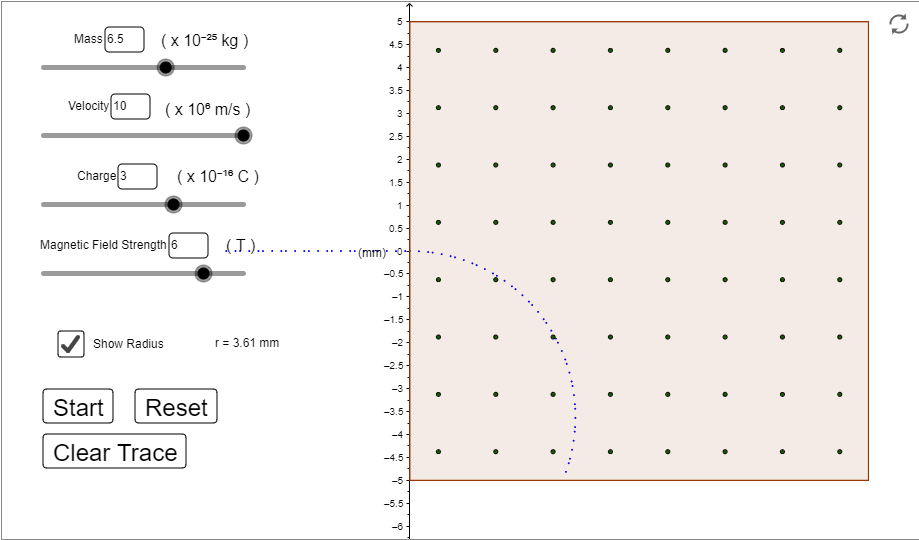 Mass 6.5 ( x 10⁻²⁵ kg )
Velocity 10 ( x 10⁶ m/s )
Charge 3 ( x 10⁻¹⁶ C )
Magnetic Field Strength 6 ( T )
Show Radius r = 3.61 mm
Start Reset
Clear Trace
5
4.5
4
3.5
3
2.5
2
1.5
1
0.5
(mm) 0
−0.5
−1
−1.5
−2
−2.5
−3
−3.5
−4
−4.5
−5
−5.5
−6